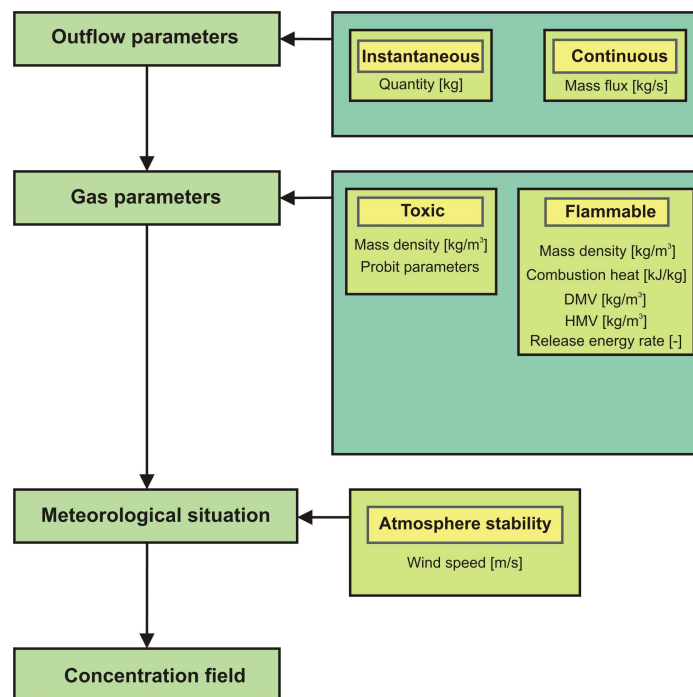 Outflow parameters
Instantaneous
Quantity [kg]
Continuous
Mass flux [kg/s]
Gas parameters
Toxic
Mass density [kg/m³]
Probit parameters
Flammable
Mass density [kg/m³]
Combustion heat [kJ/kg]
DMV [kg/m³]
HMV [kg/m³]
Release energy rate [-]
Meteorological situation
Atmosphere stability
Wind speed [m/s]
Concentration field